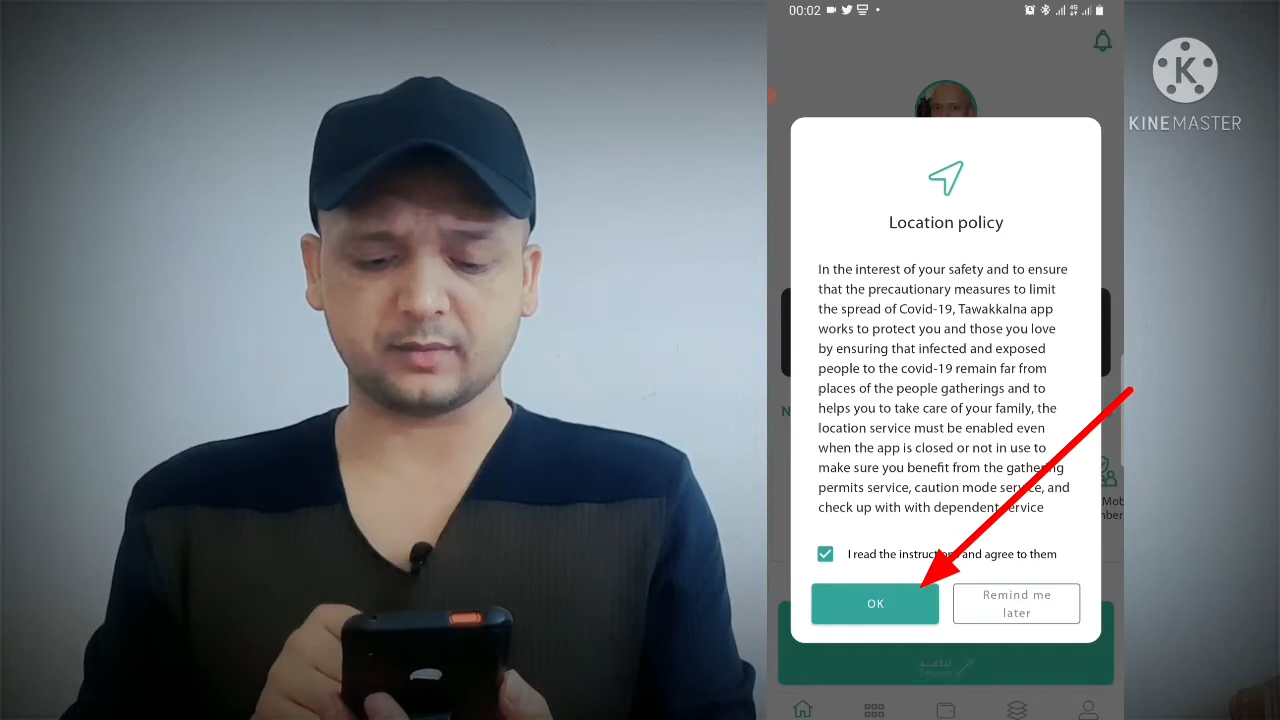 00:02
4G
KINEMASTER
Location policy
In the interest of your safety and to ensure
that the precautionary measures to limit
the spread of Covid-19, Tawakkalna app
works to protect you and those you love
by ensuring that infected and exposed
people to the covid-19 remain far from
places of the people gatherings and to
helps you to take care of your family, the
location service must be enabled even
when the app is closed or not in use to
make sure you benefit from the gathering
permits service, caution mode service, and
check up with with dependent service
I read the instructions and agree to them
OK
Remind me
later
تباعد